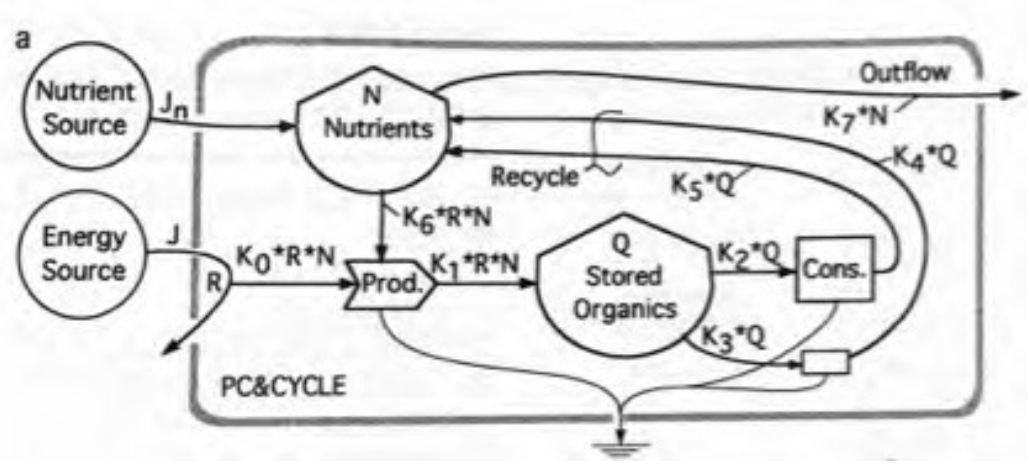 a
Nutrient
Source
Jn
N
Nutrients
Outflow
K7*N
Recycle
K4*Q
K5*Q
Energy
Source
J
R
K0*R*N
K6*R*N
Prod.
K1*R*N
Q
Stored
Organics
K2*Q
Cons.
K3*Q
PC&CYCLE